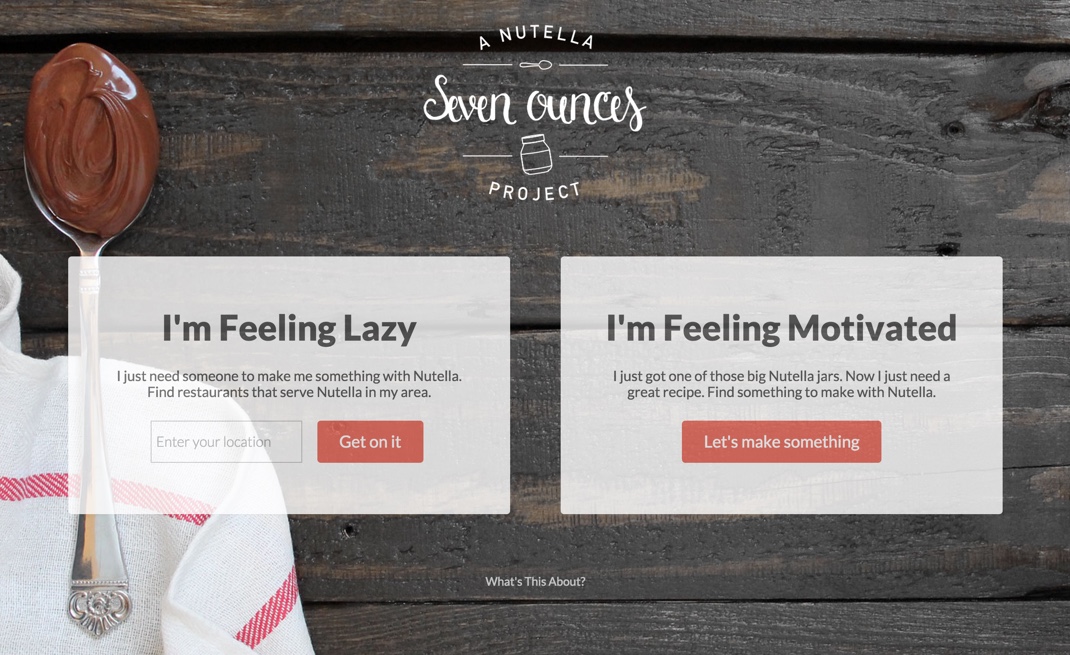 A NUTELLA
Seven ounces
PROJECT
I'm Feeling Lazy
I just need someone to make me something with Nutella.
Find restaurants that serve Nutella in my area.
Enter your location
Get on it
I'm Feeling Motivated
I just got one of those big Nutella jars. Now I just need a
great recipe. Find something to make with Nutella.
Let's make something
What's This About?